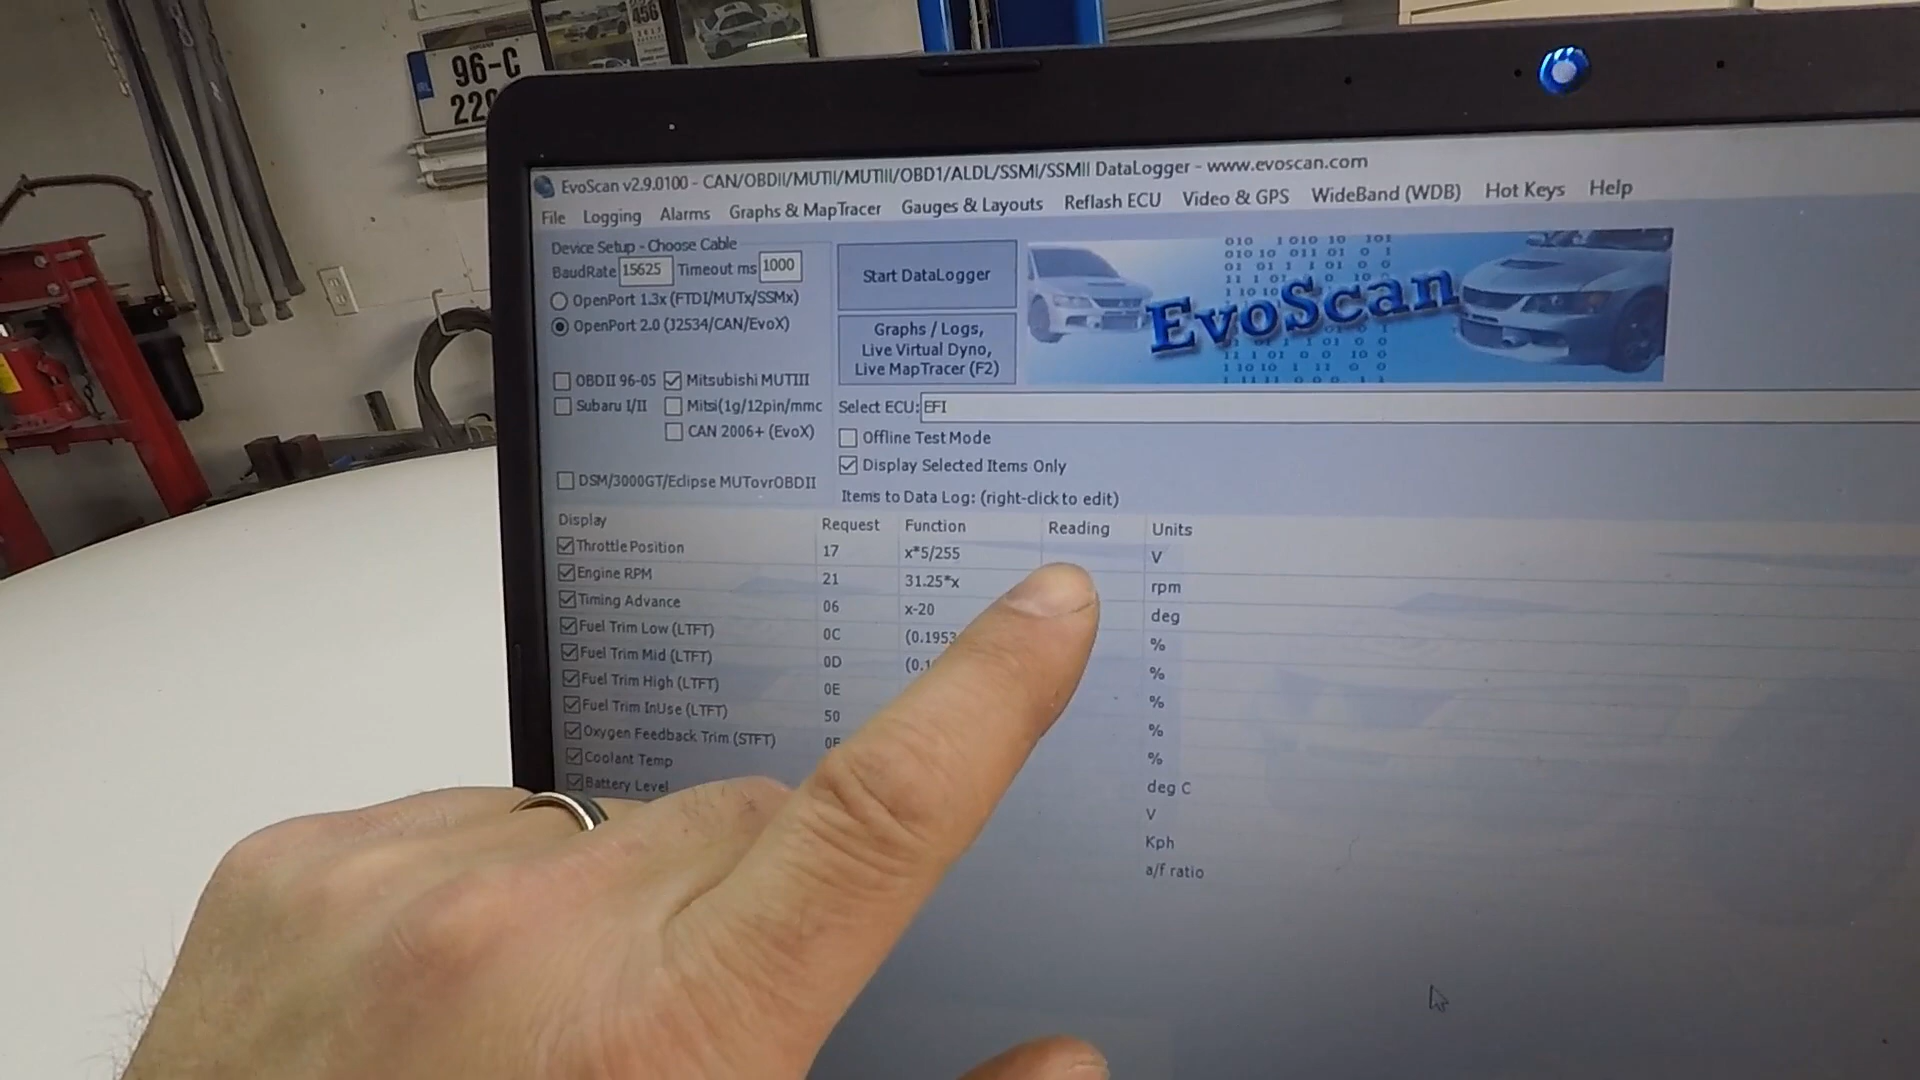 456
2017
96-C
IRL
EvoScan v2.9.0100 - CAN/OBDII/MUTII/MUTIII/OBD1/ALDL/SSMI/SSMII DataLogger - www.evoscan.com
File Logging Alarms Graphs & MapTracer Gauges & Layouts Reflash ECU Video & GPS WideBand (WDB) Hot Keys Help
Device Setup - Choose Cable
BaudRate 15625 Timeout ms 1000
OpenPort 1.3x (FTDI/MUTx/SSMx)
OpenPort 2.0 (J2534/CAN/EvoX)
OBDII 96-05 Mitsubishi MUTIII
Subaru I/II Mitsi(1g/12pin/mmc
CAN 2006+ (EvoX)
DSM/3000GT/Eclipse MUTovrOBDII
Start DataLogger
Graphs / Logs,
Live Virtual Dyno,
Live MapTracer (F2)
EvoScan
Select ECU: EFI
Offline Test Mode
Display Selected Items Only
Items to Data Log: (right-click to edit)
Display Request Function Reading Units
Throttle Position 17 x*5/255 V
Engine RPM 21 31.25*x rpm
Timing Advance 06 x-20 deg
Fuel Trim Low (LTFT) 0C (0.1953 %
Fuel Trim Mid (LTFT) 0D (0.1 %
Fuel Trim High (LTFT) 0E %
Fuel Trim InUse (LTFT) 50 %
Oxygen Feedback Trim (STFT) %
Coolant Temp deg C
Battery Level V
Kph
a/f ratio